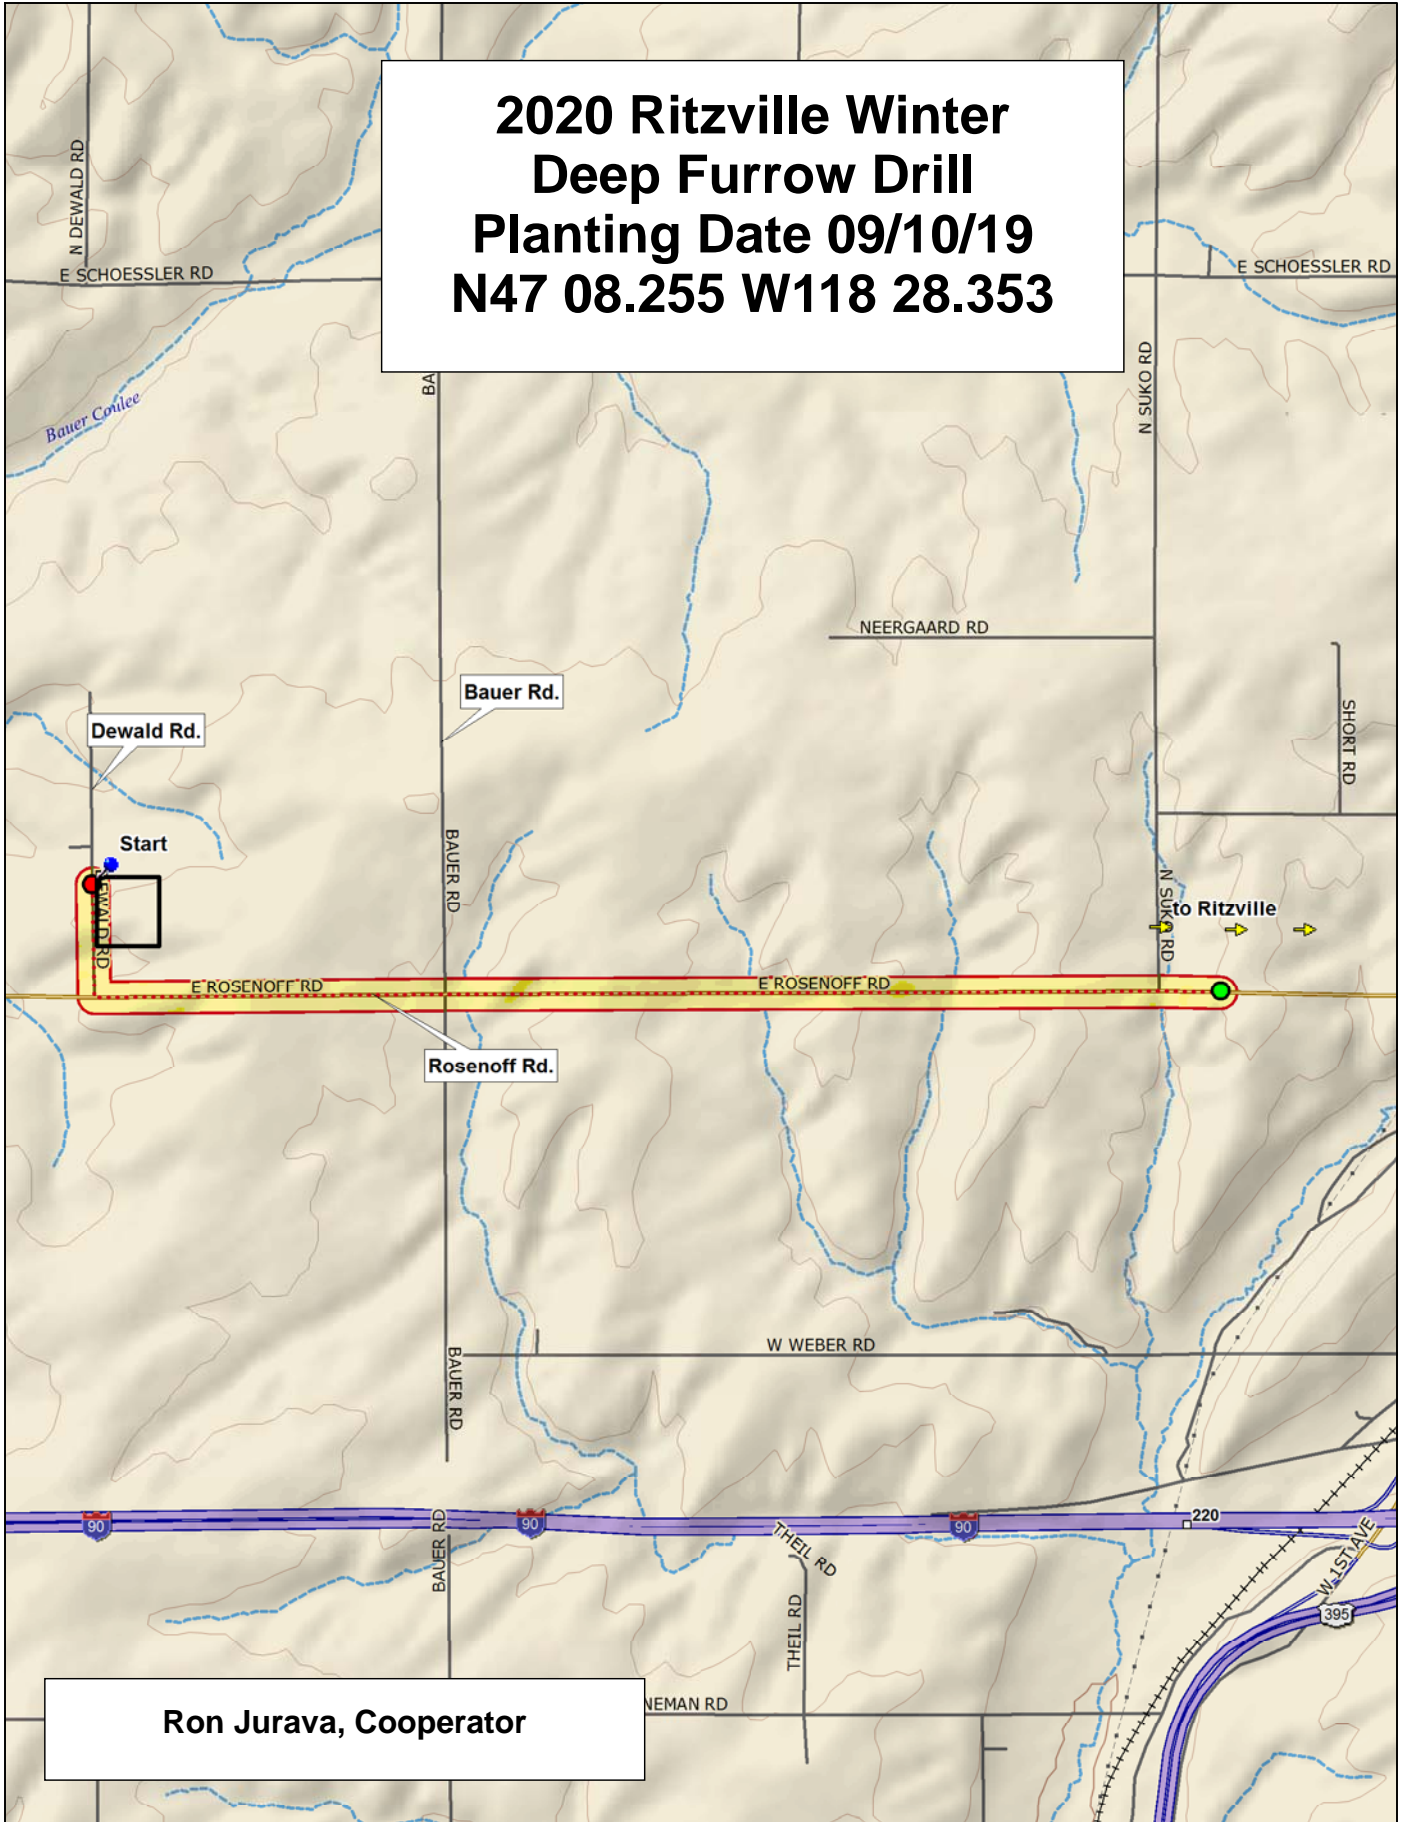 2020 Ritzville Winter
Deep Furrow Drill
Planting Date 09/10/19
N47 08.255 W118 28.353
N DEWALD RD
E SCHOESSLER RD
E SCHOESSLER RD
N SUKO RD
BA
Bauer Coulee
NEERGAARD RD
Bauer Rd.
Dewald Rd.
SHORT RD
Start
BAUER RD
N SUKO RD
to Ritzville
DEWALD RD
E ROSENOFF RD
E ROSENOFF RD
Rosenoff Rd.
W WEBER RD
BAUER RD
90
90
90
220
BAUER RD
THEIL RD
W 1ST AVE
THEIL RD
395
NEMAN RD
Ron Jurava, Cooperator